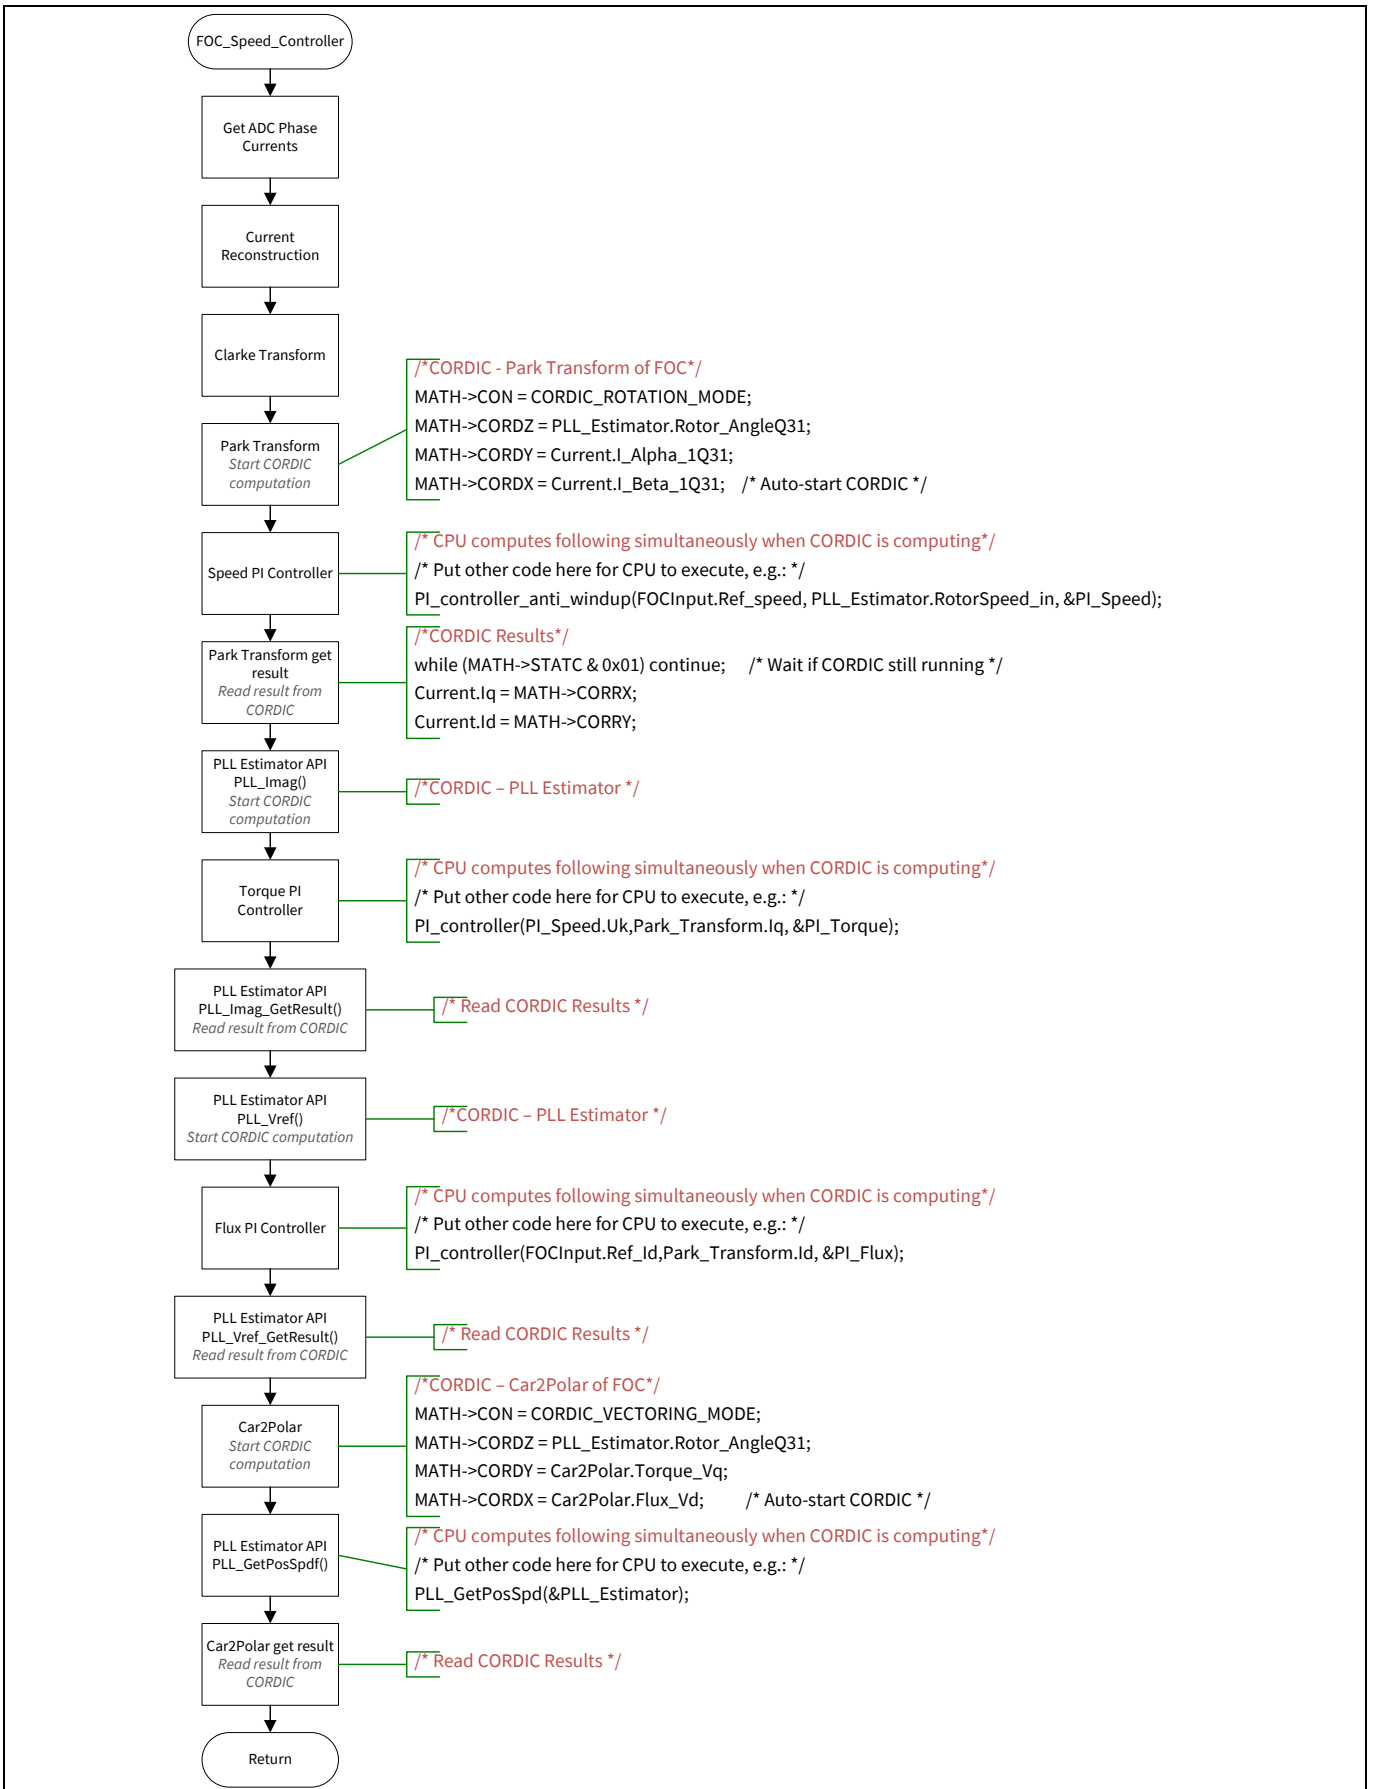 FOC_Speed_Controller
Get ADC Phase
Currents
Current
Reconstruction
Clarke Transform
Park Transform
Start CORDIC
computation
/*CORDIC - Park Transform of FOC*/
MATH->CON = CORDIC_ROTATION_MODE;
MATH->CORDZ = PLL_Estimator.Rotor_AngleQ31;
MATH->CORDY = Current.I_Alpha_1Q31;
MATH->CORDX = Current.I_Beta_1Q31;    /* Auto-start CORDIC */
Speed PI Controller
/* CPU computes following simultaneously when CORDIC is computing*/
/* Put other code here for CPU to execute, e.g.: */
PI_controller_anti_windup(FOCInput.Ref_speed, PLL_Estimator.RotorSpeed_in, &PI_Speed);
Park Transform get
result
Read result from
CORDIC
/*CORDIC Results*/
while (MATH->STATC & 0x01) continue;     /* Wait if CORDIC still running */
Current.Iq = MATH->CORRX;
Current.Id = MATH->CORRY;
PLL Estimator API
PLL_Imag()
Start CORDIC
computation
/*CORDIC – PLL Estimator */
Torque PI
Controller
/* CPU computes following simultaneously when CORDIC is computing*/
/* Put other code here for CPU to execute, e.g.: */
PI_controller(PI_Speed.Uk,Park_Transform.Iq, &PI_Torque);
PLL Estimator API
PLL_Imag_GetResult()
Read result from CORDIC
/* Read CORDIC Results */
PLL Estimator API
PLL_Vref()
Start CORDIC computation
/*CORDIC – PLL Estimator */
Flux PI Controller
/* CPU computes following simultaneously when CORDIC is computing*/
/* Put other code here for CPU to execute, e.g.: */
PI_controller(FOCInput.Ref_Id,Park_Transform.Id, &PI_Flux);
PLL Estimator API
PLL_Vref_GetResult()
Read result from CORDIC
/* Read CORDIC Results */
Car2Polar
Start CORDIC
computation
/*CORDIC – Car2Polar of FOC*/
MATH->CON = CORDIC_VECTORING_MODE;
MATH->CORDZ = PLL_Estimator.Rotor_AngleQ31;
MATH->CORDY = Car2Polar.Torque_Vq;
MATH->CORDX = Car2Polar.Flux_Vd;        /* Auto-start CORDIC */
PLL Estimator API
PLL_GetPosSpdf()
/* CPU computes following simultaneously when CORDIC is computing*/
/* Put other code here for CPU to execute, e.g.: */
PLL_GetPosSpd(&PLL_Estimator);
Car2Polar get result
Read result from
CORDIC
/* Read CORDIC Results */
Return